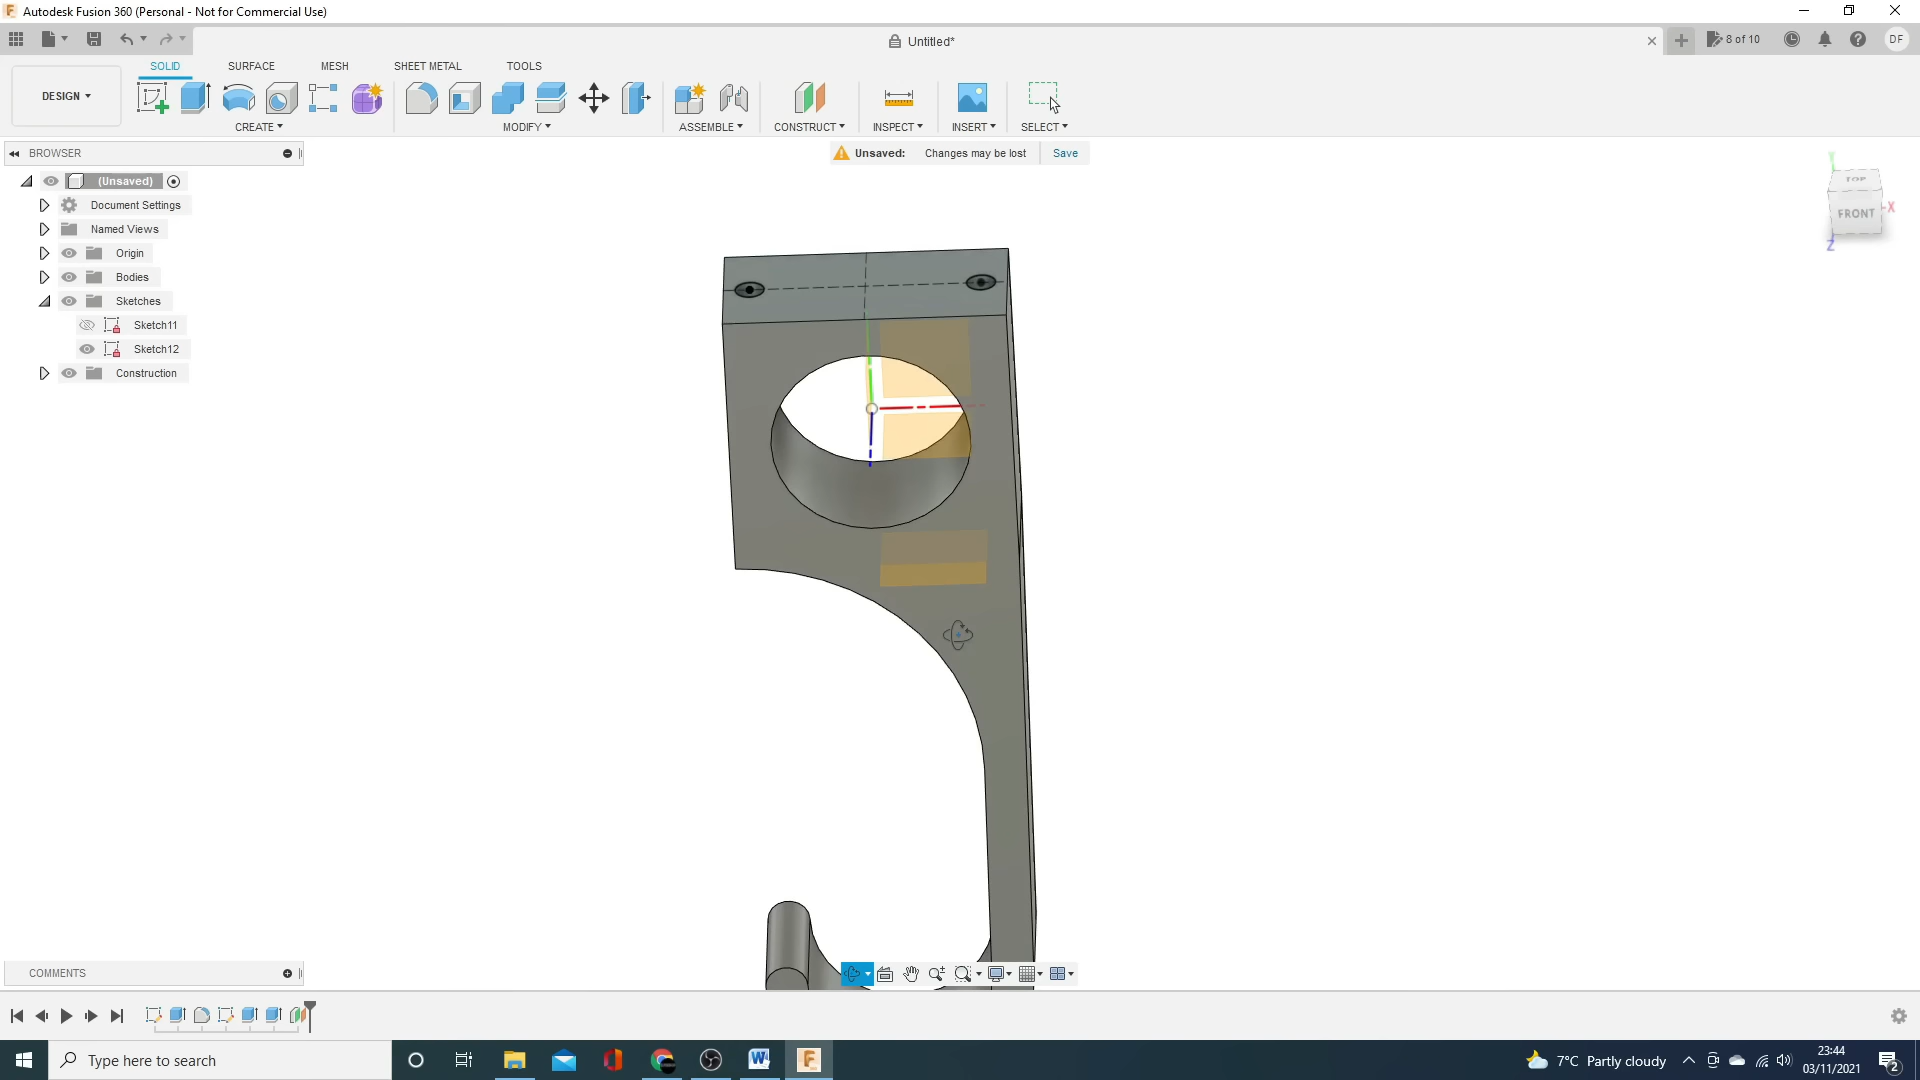 Autodesk Fusion 360 (Personal - Not for Commercial Use)
Untitled*
8 of 10
DF
DESIGN
SOLID
SURFACE
MESH
SHEET METAL
TOOLS
CREATE
MODIFY
ASSEMBLE
CONSTRUCT
INSPECT
INSERT
SELECT
BROWSER
Unsaved: Changes may be lost Save
(Unsaved)
Document Settings
Named Views
Origin
Bodies
Sketches
Sketch11
Sketch12
Construction
TOP
FRONT
X
Y
Z
COMMENTS
Type here to search
7°C Partly cloudy
23:44
03/11/2021
2